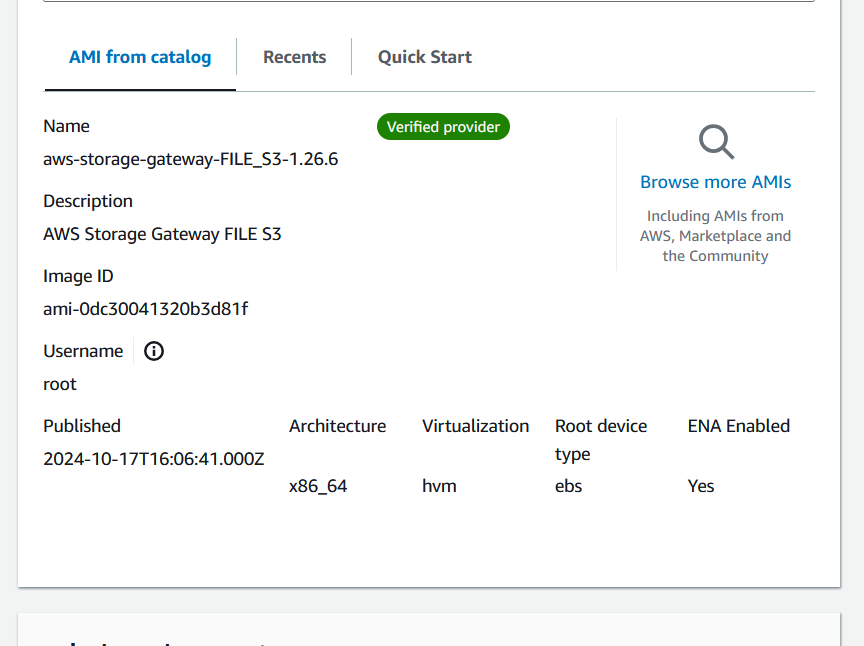 AMI from catalog
Recents
Quick Start
Name
Verified provider
aws-storage-gateway-FILE_S3-1.26.6
Description
AWS Storage Gateway FILE S3
Image ID
ami-0dc30041320b3d81f
Username
root
Browse more AMIs
Including AMIs from
AWS, Marketplace and
the Community
Published
2024-10-17T16:06:41.000Z
Architecture
x86_64
Virtualization
hvm
Root device
type
ebs
ENA Enabled
Yes